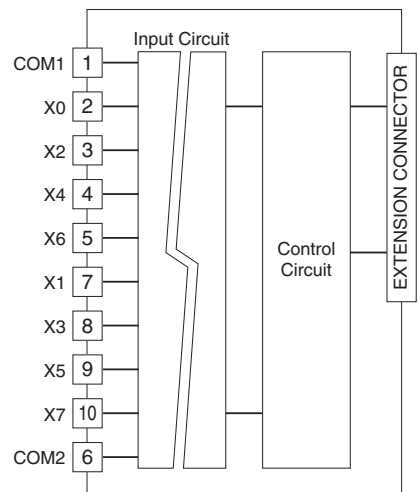 Input Circuit
COM1 1
X0 2
X2 3
X4 4
X6 5
X1 7
X3 8
X5 9
X7 10
COM2 6
Control
Circuit
EXTENSION CONNECTOR